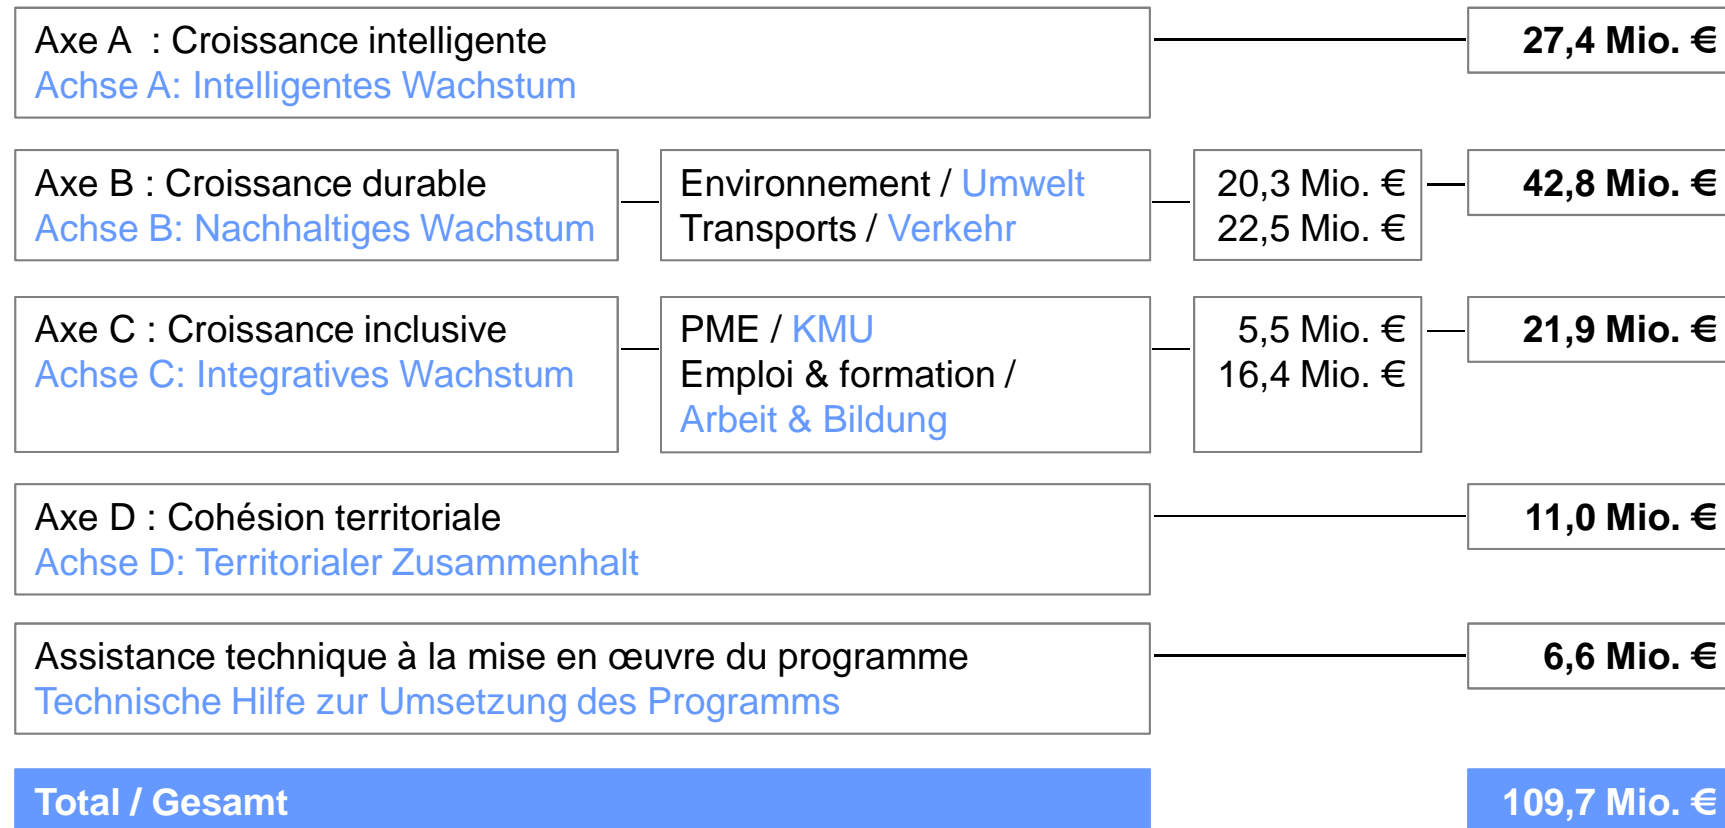 Axe A : Croissance intelligente
Achse A: Intelligentes Wachstum
27,4 Mio. €
Axe B : Croissance durable
Achse B: Nachhaltiges Wachstum
Environnement / Umwelt
Transports / Verkehr
20,3 Mio. €
22,5 Mio. €
42,8 Mio. €
Axe C : Croissance inclusive
Achse C: Integratives Wachstum
PME / KMU
Emploi & formation /
Arbeit & Bildung
5,5 Mio. €
16,4 Mio. €
21,9 Mio. €
Axe D : Cohésion territoriale
Achse D: Territorialer Zusammenhalt
11,0 Mio. €
Assistance technique à la mise en œuvre du programme
Technische Hilfe zur Umsetzung des Programms
6,6 Mio. €
Total / Gesamt
109,7 Mio. €